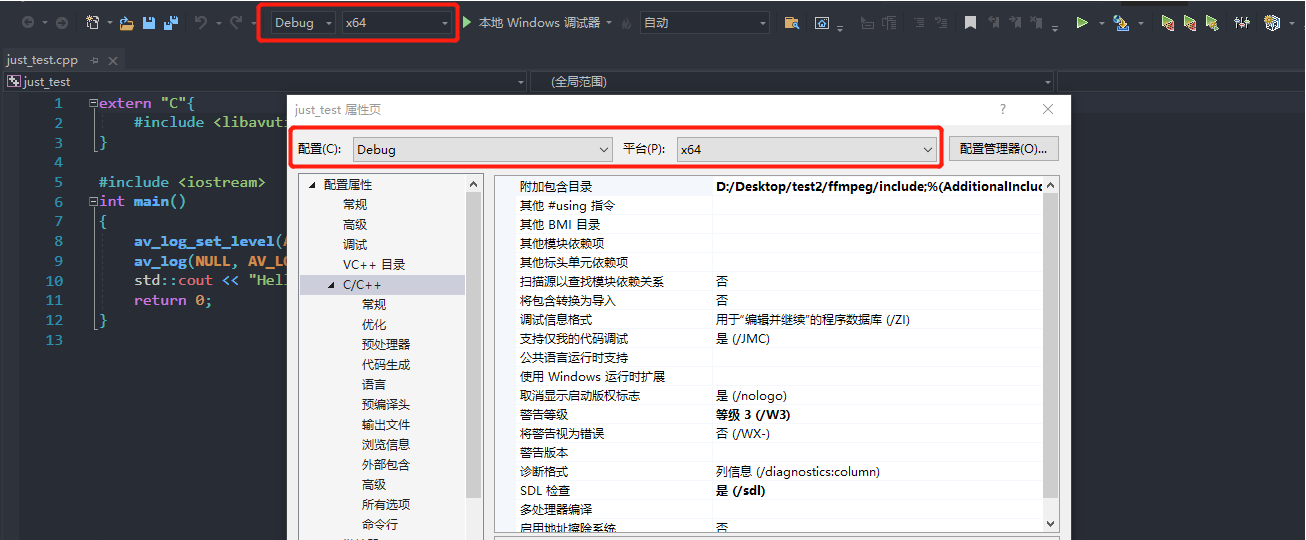 Debug x64 本地 Windows 调试器 自动
just_test.cpp
just_test (全局范围)
1 extern "C"{
2 #include <libavuti
3 }
4
5 #include <iostream>
6 int main()
7 {
8 av_log_set_level(
9 av_log(NULL, AV_LO
10 std::cout << "Hell
11 return 0;
12 }
13
just_test 属性页
配置(C): Debug 平台(P): x64 配置管理器(O)...
配置属性
常规
高级
调试
VC++ 目录
C/C++
常规
优化
预处理器
代码生成
语言
预编译头
输出文件
浏览信息
外部包含
高级
所有选项
命令行
附加包含目录 D:/Desktop/test2/ffmpeg/include;%(AdditionalInclud
其他 #using 指令
其他 BMI 目录
其他模块依赖项
其他标头单元依赖项
扫描源以查找模块依赖关系 否
将包含转换为导入 否
调试信息格式 用于“编辑并继续”的程序数据库 (/ZI)
支持仅我的代码调试 是 (/JMC)
公共语言运行时支持
使用 Windows 运行时扩展
取消显示启动版权标志 是 (/nologo)
警告等级 等级 3 (/W3)
将警告视为错误 否 (/WX-)
警告版本
诊断格式 列信息 (/diagnostics:column)
SDL 检查 是 (/sdl)
多处理器编译
启用地址擦除系统 否